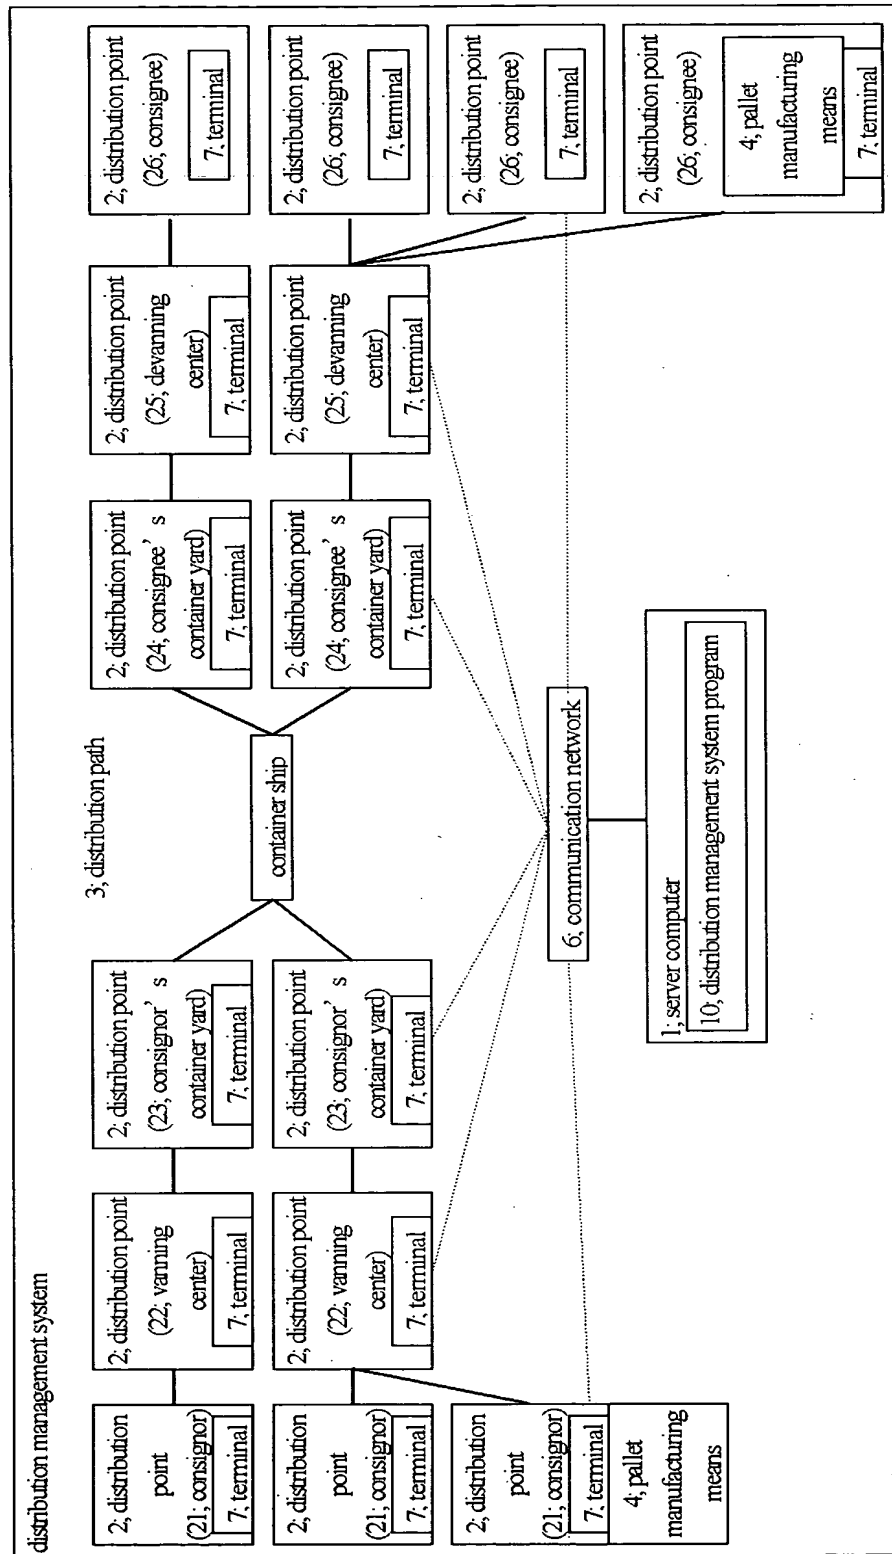 distribution management system
2; distribution
point
(21; consignor)
7; terminal
2; distribution point
(22; vanning
center)
7; terminal
2; distribution point
(23; consignor’ s
container yard)
7; terminal
3; distribution path
container ship
2; distribution point
(24; consignee’ s
container yard)
7; terminal
2; distribution point
(25; devanning
center)
7; terminal
2; distribution point
(26; consignee)
7; terminal
2; distribution
point
(21; consignor)
7; terminal
2; distribution point
(22; vanning
center)
7; terminal
2; distribution point
(23; consignor’ s
container yard)
7; terminal
2; distribution point
(24; consignee’ s
container yard)
7; terminal
2; distribution point
(25; devanning
center)
7; terminal
2; distribution point
(26; consignee)
7; terminal
2; distribution
point
(21; consignor)
7; terminal
4; pallet
manufacturing
means
6; communication network
2; distribution point
(26; consignee)
7; terminal
1; server computer
10; distribution management system program
2; distribution point
(26; consignee)
4; pallet
manufacturing
means
7; terminal